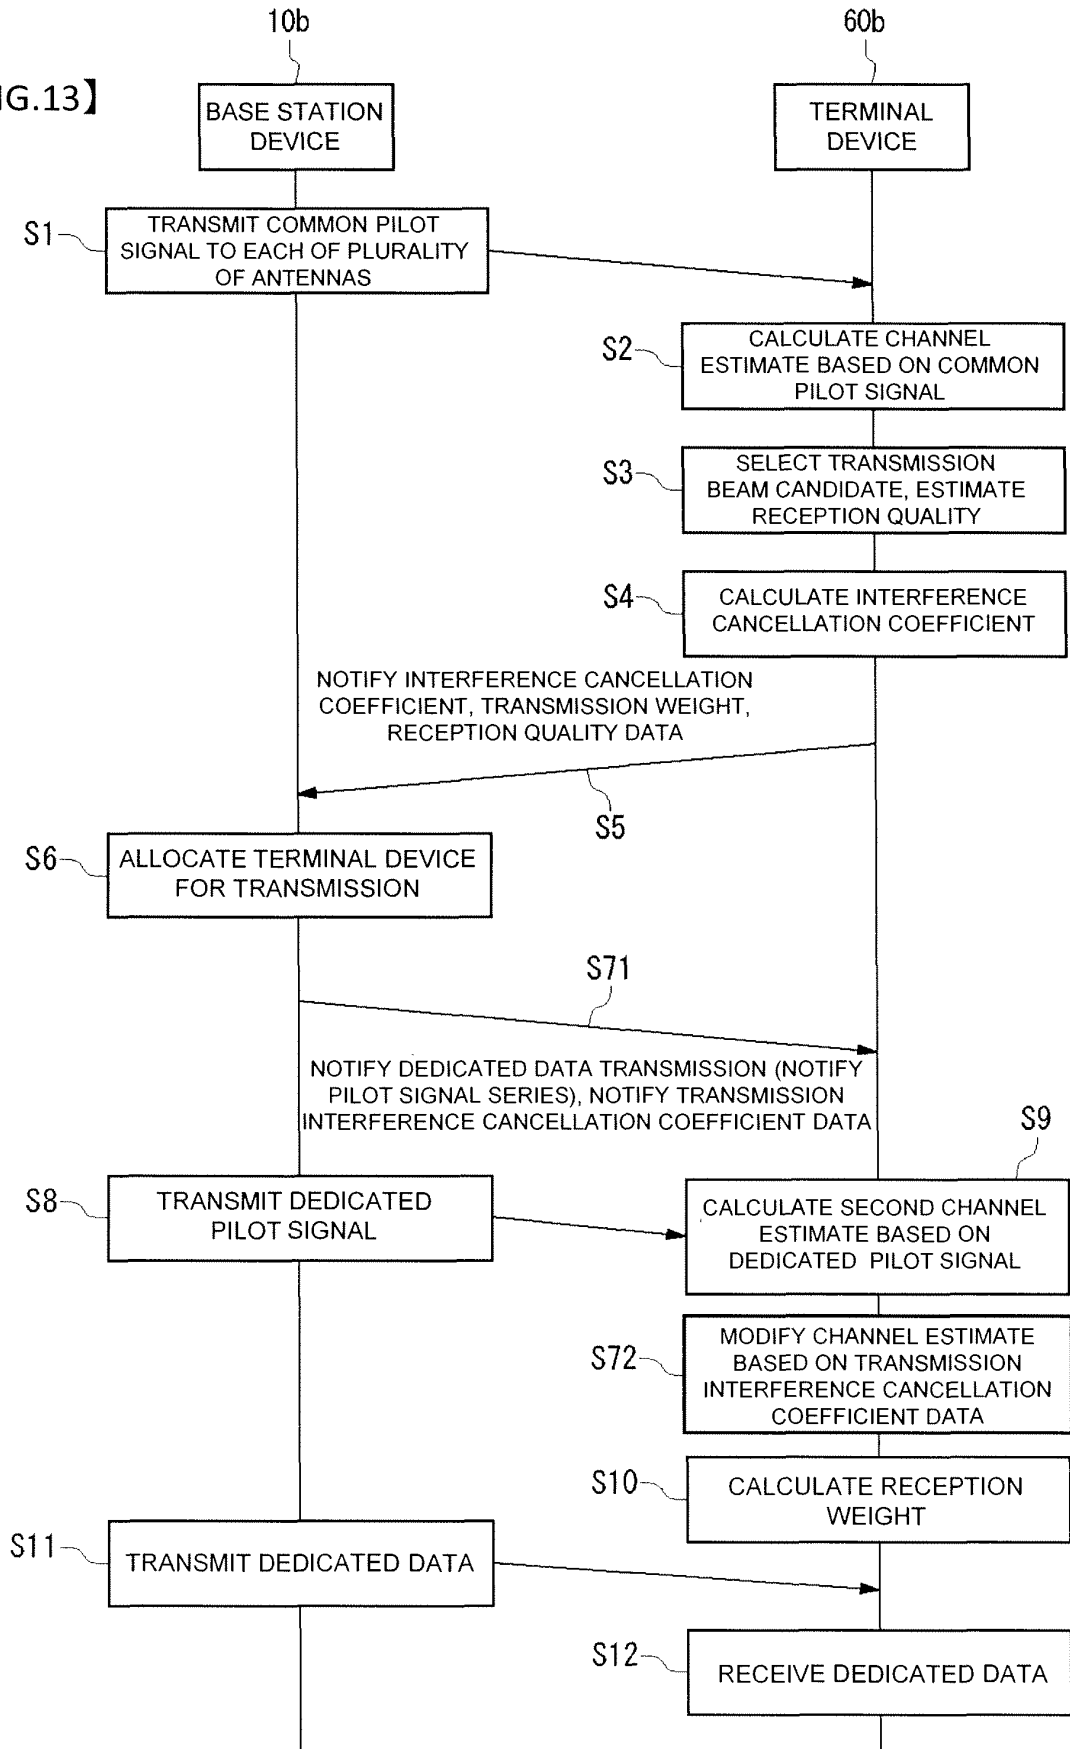 10b
60b
IG.13】
BASE STATION
DEVICE
TERMINAL
DEVICE
S1
TRANSMIT COMMON PILOT
SIGNAL TO EACH OF PLURALITY
OF ANTENNAS
S2
CALCULATE CHANNEL
ESTIMATE BASED ON COMMON
PILOT SIGNAL
S3
SELECT TRANSMISSION
BEAM CANDIDATE, ESTIMATE
RECEPTION QUALITY
S4
CALCULATE INTERFERENCE
CANCELLATION COEFFICIENT
NOTIFY INTERFERENCE CANCELLATION
COEFFICIENT, TRANSMISSION WEIGHT,
RECEPTION QUALITY DATA
S5
S6
ALLOCATE TERMINAL DEVICE
FOR TRANSMISSION
S71
NOTIFY DEDICATED DATA TRANSMISSION (NOTIFY
PILOT SIGNAL SERIES), NOTIFY TRANSMISSION
INTERFERENCE CANCELLATION COEFFICIENT DATA
S8
TRANSMIT DEDICATED
PILOT SIGNAL
S9
CALCULATE SECOND CHANNEL
ESTIMATE BASED ON
DEDICATED PILOT SIGNAL
S72
MODIFY CHANNEL ESTIMATE
BASED ON TRANSMISSION
INTERFERENCE CANCELLATION
COEFFICIENT DATA
S10
CALCULATE RECEPTION
WEIGHT
S11
TRANSMIT DEDICATED DATA
S12
RECEIVE DEDICATED DATA